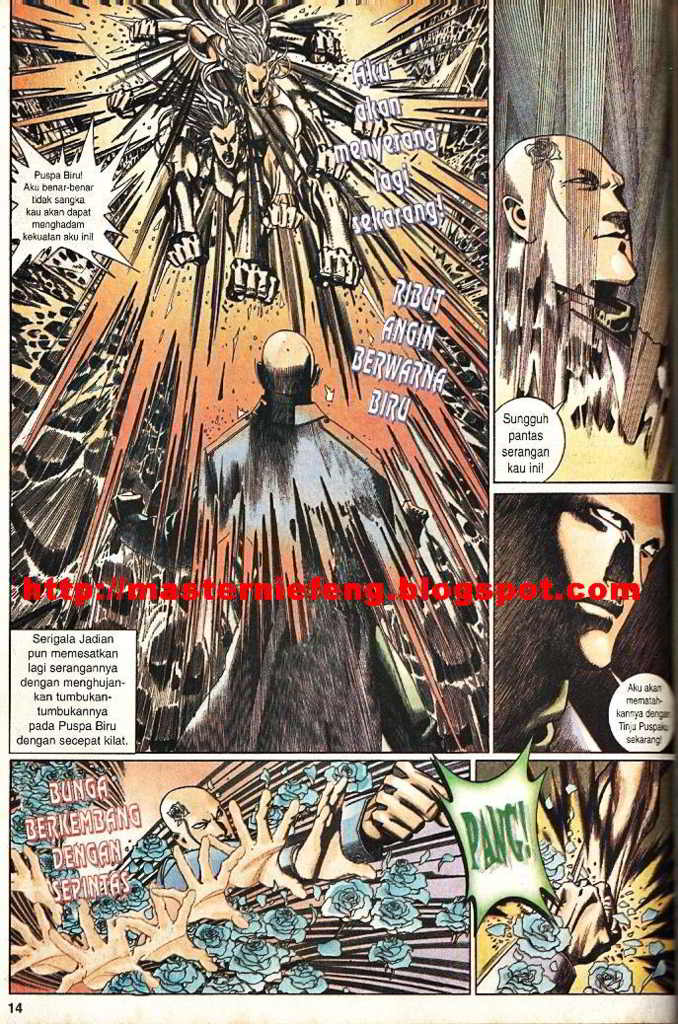 Puspa Biru!
Aku benar-benar
tidak sangka
kau akan dapat
menghadam
kekuatan aku ini!
Aku
akan
menyerang
lagi
sekarang!
RIBUT
ANGIN
BERWARNA
BIRU
Sungguh
pantas
serangan
kau ini!
http://masterniefeng.blogspot.com
Serigala Jadian
pun memesatkan
lagi serangannya
dengan menghujan-
kan tumbukan-
tumbukannya
pada Puspa Biru
dengan secepat kilat.
Aku akan
mematah-
kannya dengan
Tinju Puspaku
sekarang!
BUNGA
BERKEMBANG
DENGAN
SEPINTAS
PANG!
14